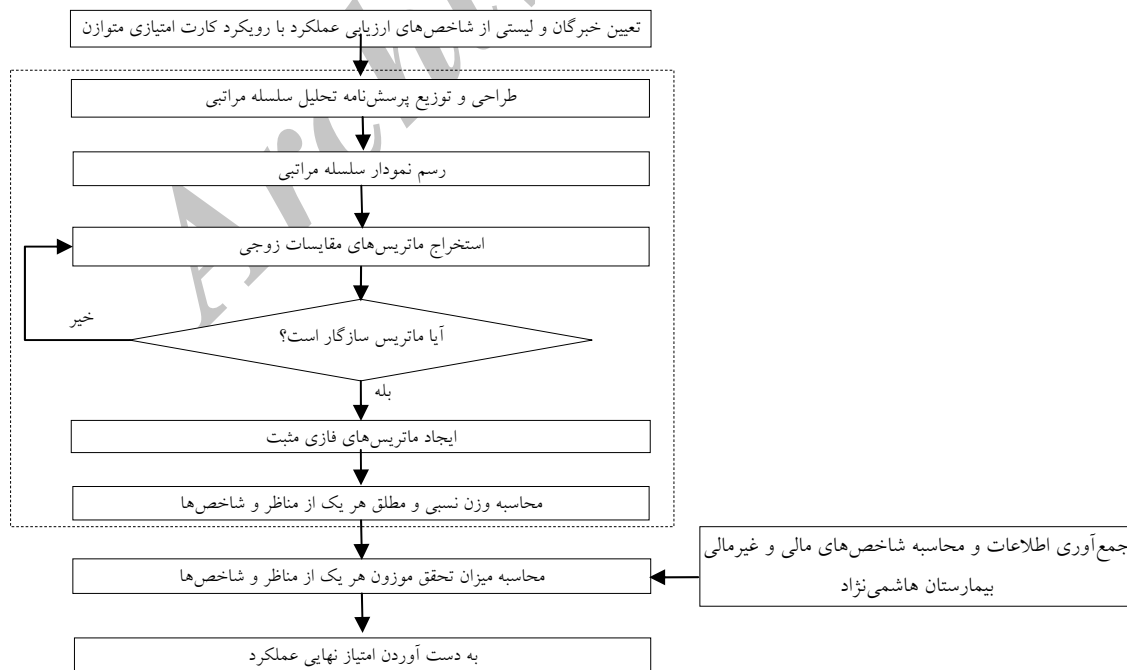 تعیین خبرگان و لیستی از شاخص‌های ارزیابی عملکرد با رویکرد کارت امتیازی متوازن
طراحی و توزیع پرسش‌نامه تحلیل سلسله مراتبی
رسم نمودار سلسله مراتبی
استخراج ماتریس‌های مقایسات زوجی
خیر
آیا ماتریس سازگار است؟
بله
ایجاد ماتریس‌های فازی مثبت
محاسبه وزن نسبی و مطلق هر یک از مناظر و شاخص‌ها
جمع‌آوری اطلاعات و محاسبه شاخص‌های مالی و غیرمالی
بیمارستان هاشمی‌نژاد
محاسبه میزان تحقق موزون هر یک از مناظر و شاخص‌ها
به دست آوردن امتیاز نهایی عملکرد